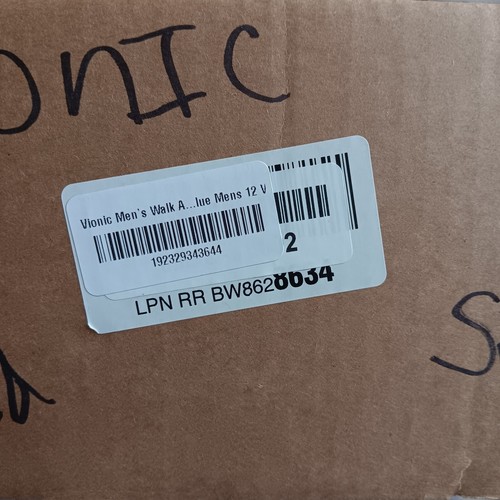 ONIC
Vionic Men's Walk A...lue Mens 12 V
192329343644
2
LPN RR BW8628634